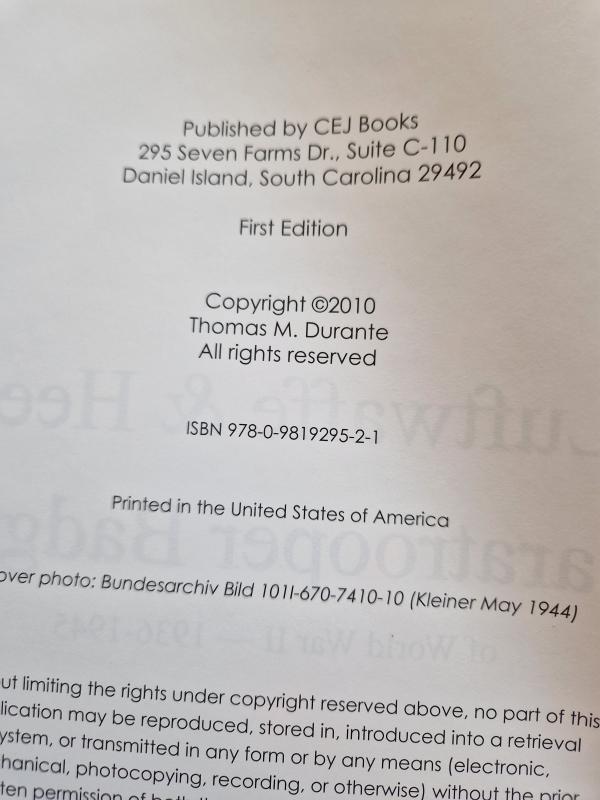 Published by CEJ Books
295 Seven Farms Dr., Suite C-110
Daniel Island, South Carolina 29492
First Edition
Copyright ©2010
Thomas M. Durante
All rights reserved
ISBN 978-0-9819295-2-1
Printed in the United States of America
over photo: Bundesarchiv Bild 101I-670-7410-10 (Kleiner May 1944)
ut limiting the rights under copyright reserved above, no part of this
lication may be reproduced, stored in, introduced into a retrieval
ystem, or transmitted in any form or by any means (electronic,
hanical, photocopying, recording, or otherwise) without the prior
ten permission of both